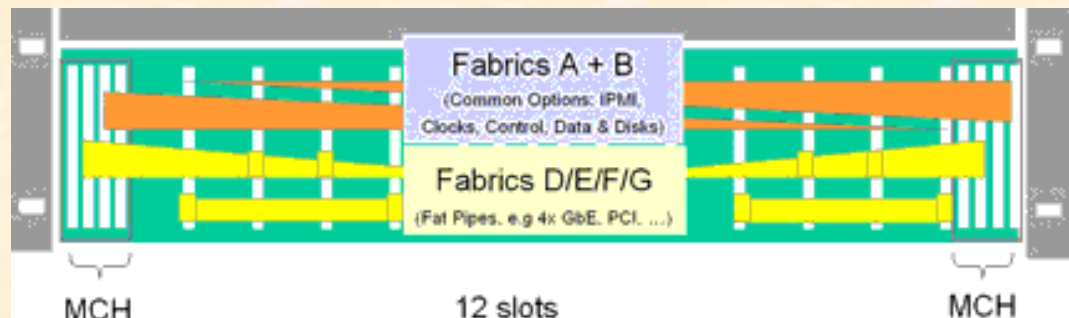 Fabrics A + B
(Common Options: IPMI,
Clocks, Control, Data & Disks)
Fabrics D/E/F/G
(Fat Pipes, e.g 4x GbE, PCI, ...)
MCH
12 slots
MCH